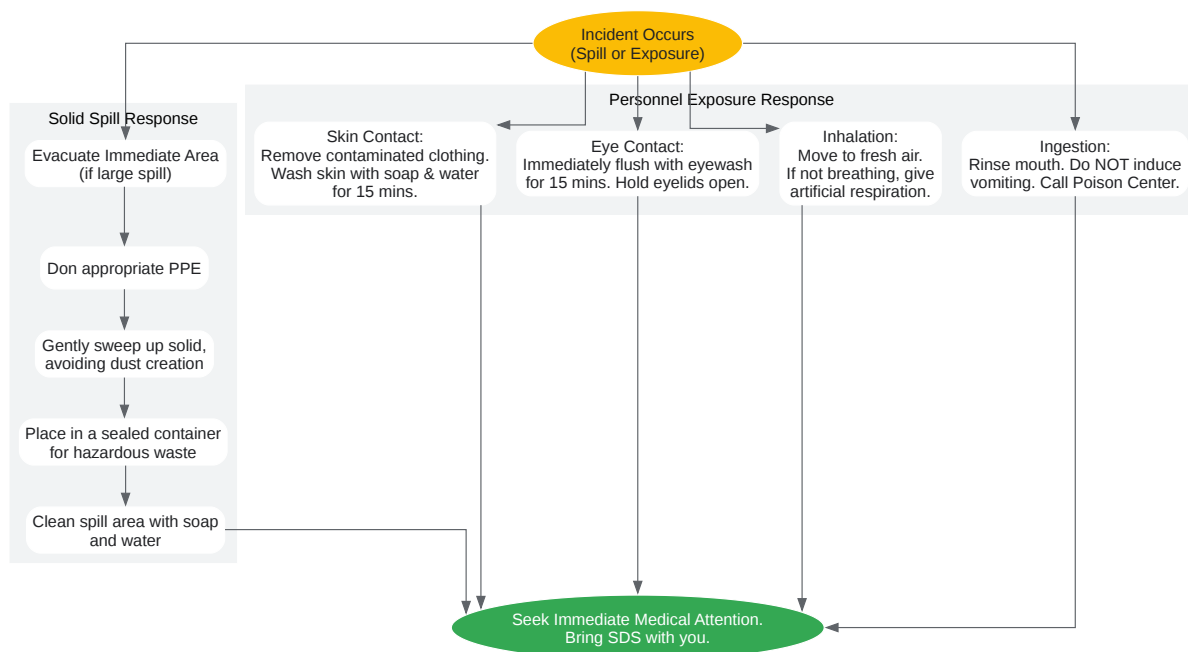 Incident Occurs
(Spill or Exposure)
Solid Spill Response
Evacuate Immediate Area
(if large spill)
Don appropriate PPE
Gently sweep up solid,
avoiding dust creation
Place in a sealed container
for hazardous waste
Clean spill area with soap
and water
Personnel Exposure Response
Skin Contact:
Remove contaminated clothing.
Wash skin with soap & water
for 15 mins.
Eye Contact:
Immediately flush with eyewash
for 15 mins. Hold eyelids open.
Inhalation:
Move to fresh air.
If not breathing, give
artificial respiration.
Ingestion:
Rinse mouth. Do NOT induce
vomiting. Call Poison Center.
Seek Immediate Medical Attention.
Bring SDS with you.